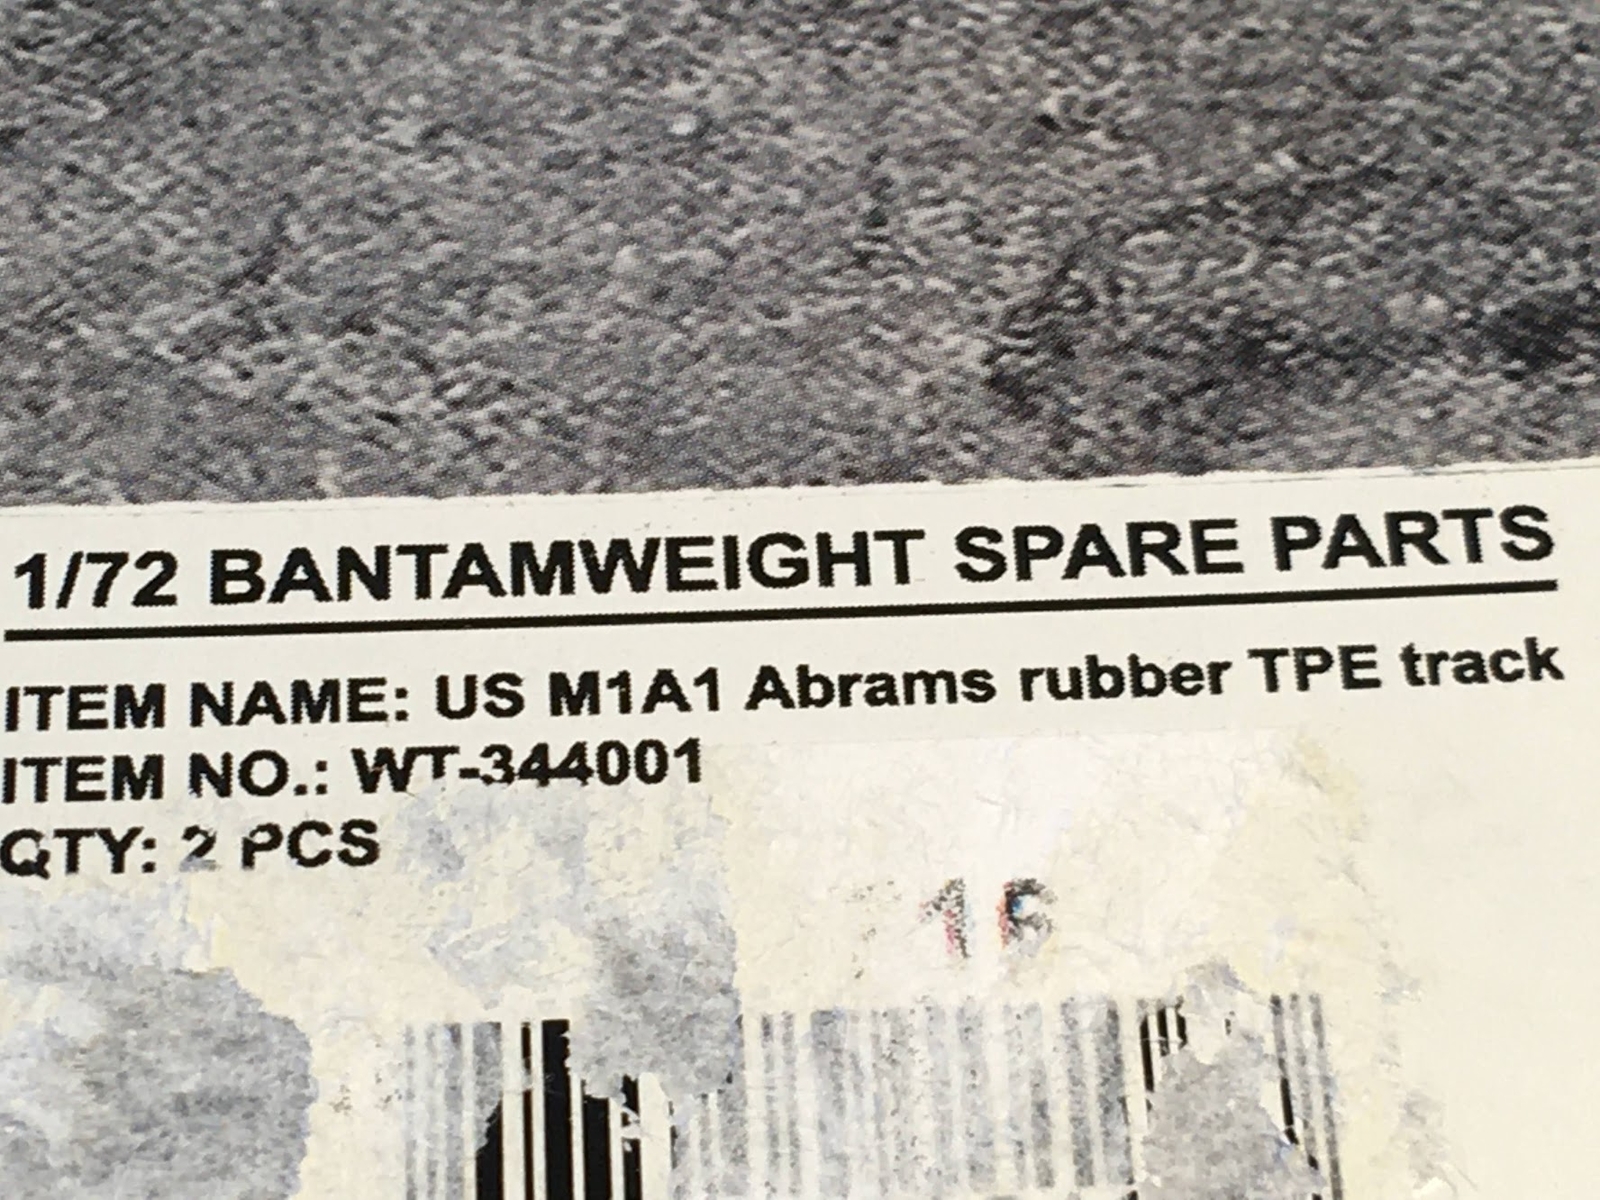 1/72 BANTAMWEIGHT SPARE PARTS
ITEM NAME: US M1A1 Abrams rubber TPE track
ITEM NO.: WT-344001
QTY: 2 PCS
16